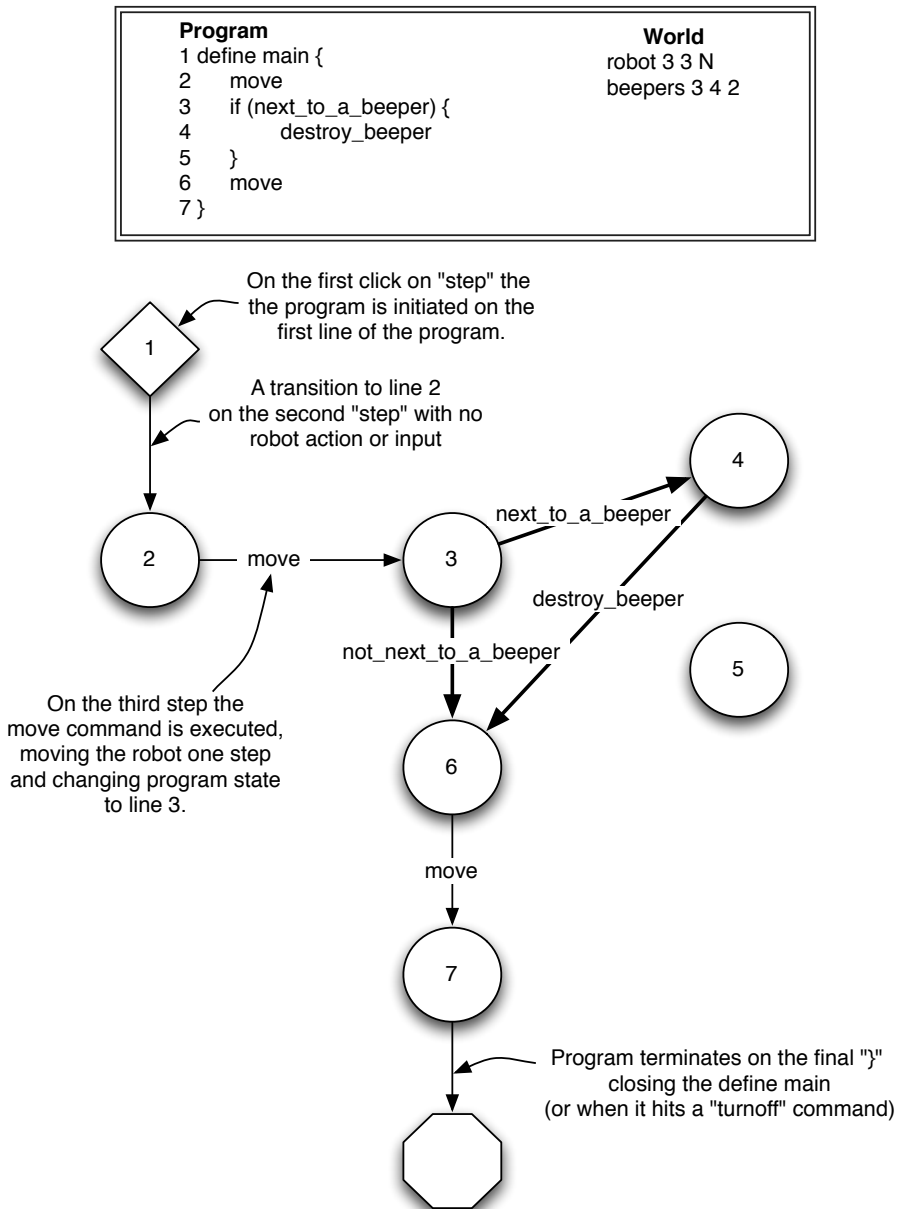 Program
1 define main {
2 move
3 if (next_to_a_beeper) {
4 destroy_beeper
5 }
6 move
7 }
World
robot 3 3 N
beepers 3 4 2
On the first click on "step" the
the program is initiated on the
first line of the program.
1
A transition to line 2
on the second "step" with no
robot action or input
4
next_to_a_beeper
2
move
3
destroy_beeper
not_next_to_a_beeper
5
On the third step the
move command is executed,
moving the robot one step
and changing program state
to line 3.
6
move
7
Program terminates on the final "}"
closing the define main
(or when it hits a "turnoff" command)